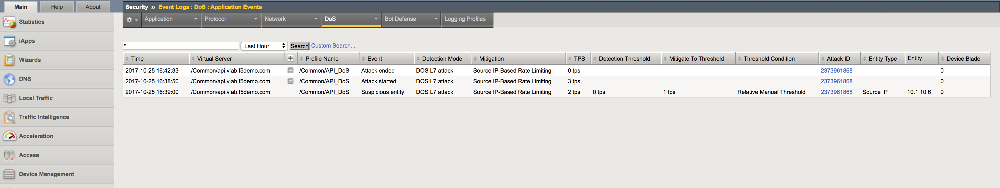 Main Help About
Security » Event Logs : DoS : Application Events
Application Protocol Network DoS Bot Defense Logging Profiles
Statistics
iApps
Wizards
DNS
Local Traffic
Traffic Intelligence
Acceleration
Access
Device Management
* Last Hour Search Custom Search...
Time Virtual Server Profile Name Event Detection Mode Mitigation TPS Detection Threshold Mitigate To Threshold Threshold Condition Attack ID Entity Type Entity Device Blade
2017-10-25 16:42:33 /Common/api.vlab.f5demo.com /Common/API_DoS Attack ended DOS L7 attack Source IP-Based Rate Limiting 0 tps 2373961868 0
2017-10-25 16:38:50 /Common/api.vlab.f5demo.com /Common/API_DoS Attack started DOS L7 attack Source IP-Based Rate Limiting 3 tps 2373961868 0
2017-10-25 16:39:00 /Common/api.vlab.f5demo.com /Common/API_DoS Suspicious entity DOS L7 attack Source IP-Based Rate Limiting 2 tps 0 tps 1 tps Relative Manual Threshold 2373961868 Source IP 10.1.10.6 0